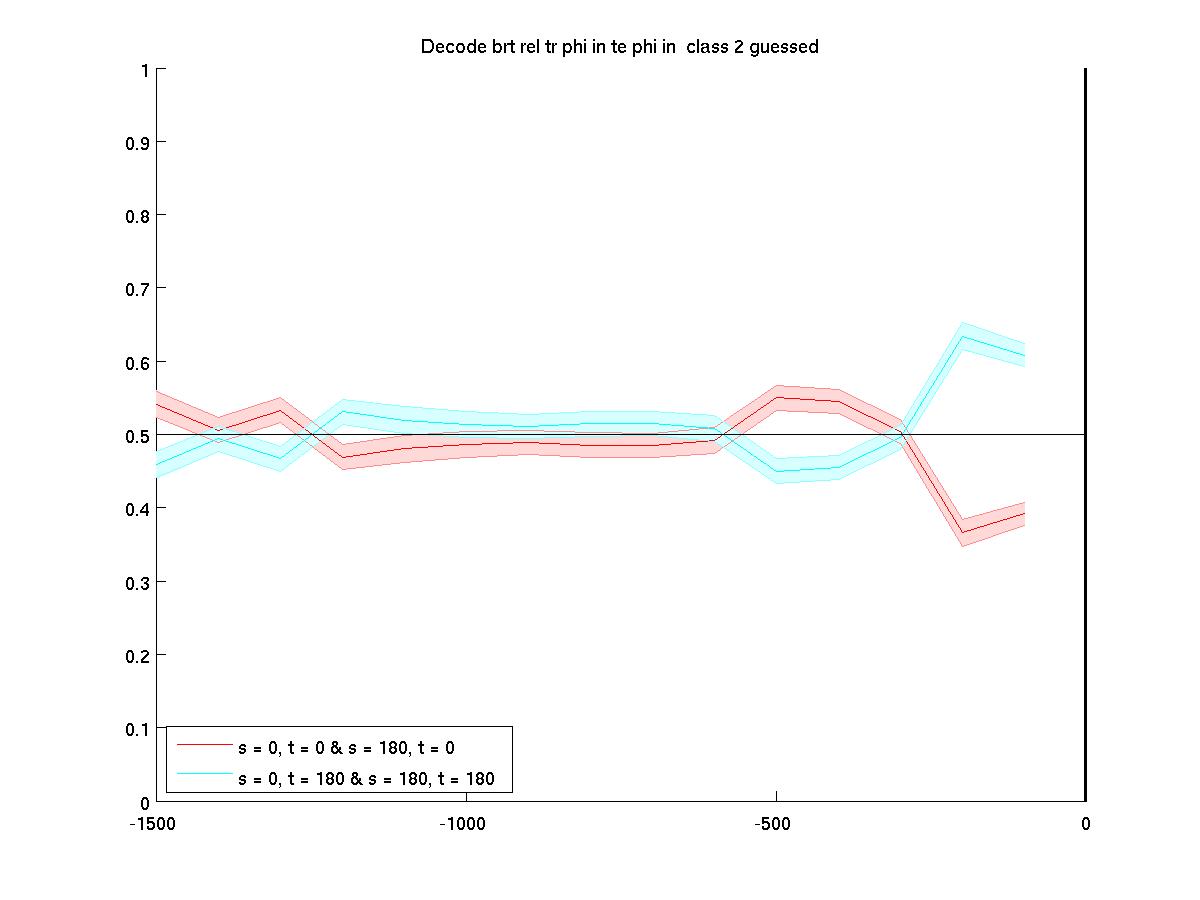 Decode brt rel tr phi in te phi in  class 2 guessed
1
0.9
0.8
0.7
0.6
0.5
0.4
0.3
0.2
0.1
0
s = 0, t = 0 & s = 180, t = 0
s = 0, t = 180 & s = 180, t = 180
-1500 -1000 -500 0